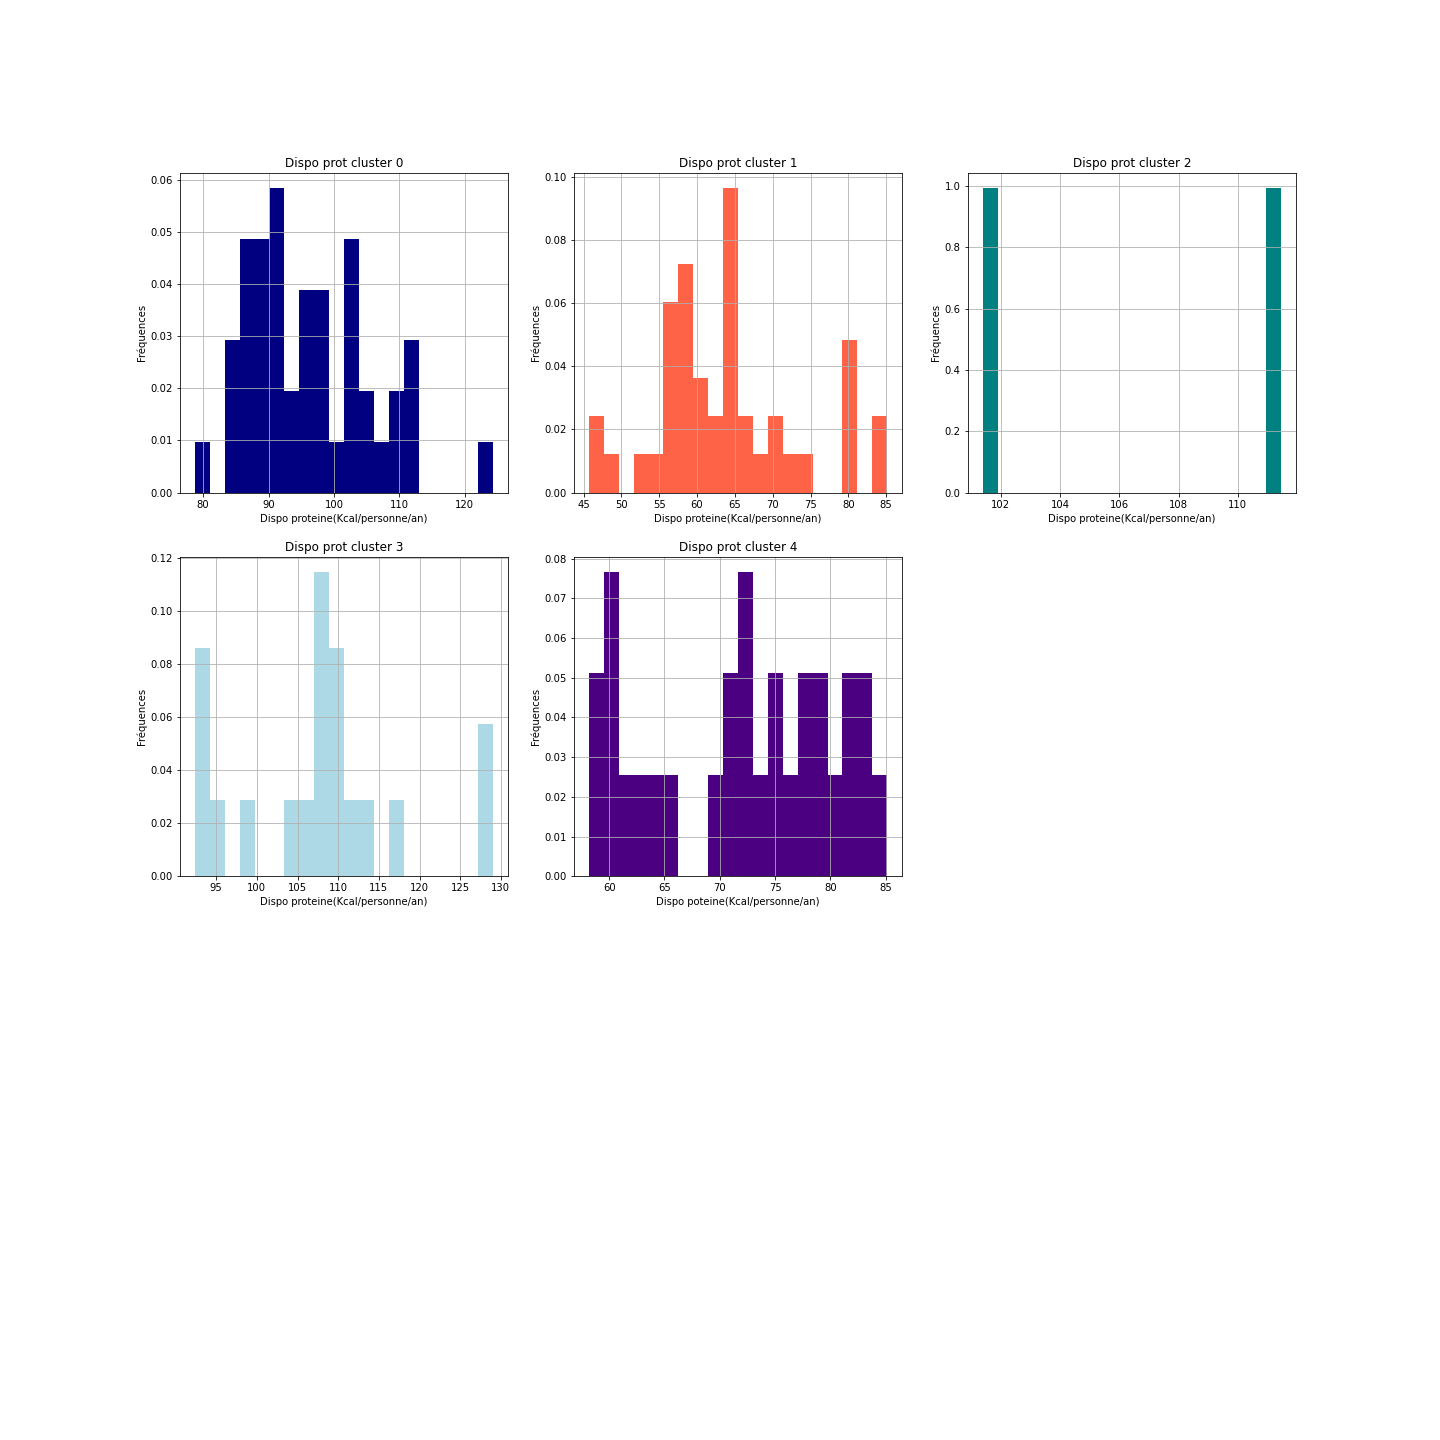 Dispo prot cluster 0
0.06
0.05
0.04
0.03
0.02
0.01
0.00
Fréquences
80 90 100 110 120
Dispo proteine(Kcal/personne/an)
Dispo prot cluster 1
0.10
0.08
0.06
0.04
0.02
0.00
Fréquences
45 50 55 60 65 70 75 80 85
Dispo proteine(Kcal/personne/an)
Dispo prot cluster 2
1.0
0.8
0.6
0.4
0.2
0.0
Fréquences
102 104 106 108 110
Dispo proteine(Kcal/personne/an)
Dispo prot cluster 3
0.12
0.10
0.08
0.06
0.04
0.02
0.00
Fréquences
95 100 105 110 115 120 125 130
Dispo proteine(Kcal/personne/an)
Dispo prot cluster 4
0.08
0.07
0.06
0.05
0.04
0.03
0.02
0.01
0.00
Fréquences
60 65 70 75 80 85
Dispo poteine(Kcal/personne/an)